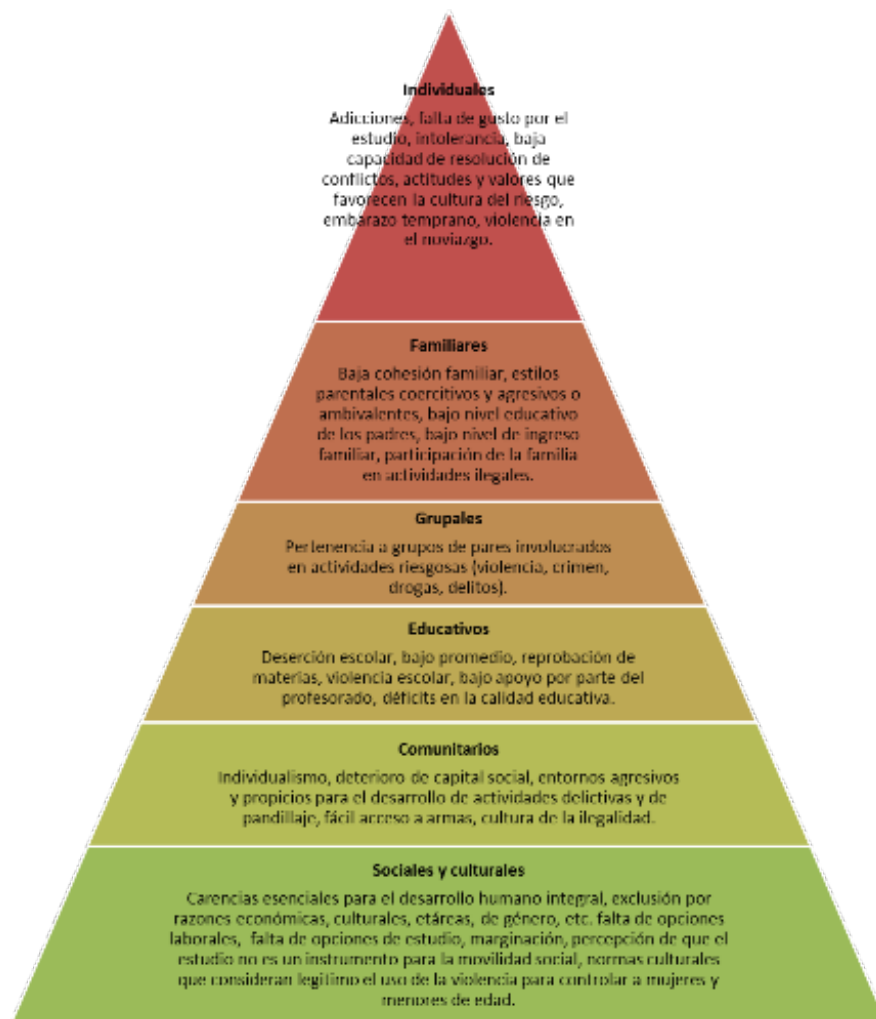 Individuales
Adicciones, falta de gusto por el
estudio, intolerancia, baja
capacidad de resolución de
conflictos, actitudes y valores que
favorecen la cultura del riesgo,
embarazo temprano, violencia en
el noviazgo.
Familiares
Baja cohesión familiar, estilos
parentales coercitivos y agresivos o
ambivalentes, bajo nivel educativo
de los padres, bajo nivel de ingreso
familiar, participación de la familia
en actividades ilegales.
Grupales
Pertenencia a grupos de pares involucrados
en actividades riesgosas (violencia, crimen,
drogas, delitos).
Educativos
Deserción escolar, bajo promedio, reprobación de
materias, violencia escolar, bajo apoyo por parte del
profesorado, déficits en la calidad educativa.
Comunitarios
Individualismo, deterioro de capital social, entornos agresivos
y propicios para el desarrollo de actividades delictivas y de
pandillaje, fácil acceso a armas, cultura de la ilegalidad.
Sociales y culturales
Carencias esenciales para el desarrollo humano integral, exclusión por
razones económicas, culturales, etáreas, de género, etc. falta de opciones
laborales, falta de opciones de estudio, marginación, percepción de que el
estudio no es un instrumento para la movilidad social, normas culturales
que consideran legítimo el uso de la violencia para controlar a mujeres y
menores de edad.